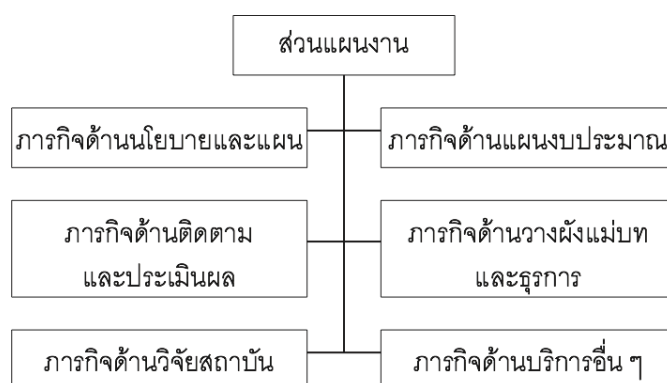 ส่วนแผนงาน
ภารกิจด้านนโยบายและแผน
ภารกิจด้านแผนงบประมาณ
ภารกิจด้านติดตาม
และประเมินผล
ภารกิจด้านวางผังแม่บท
และธุรการ
ภารกิจด้านวิจัยสถาบัน
ภารกิจด้านบริการอื่น ๆ